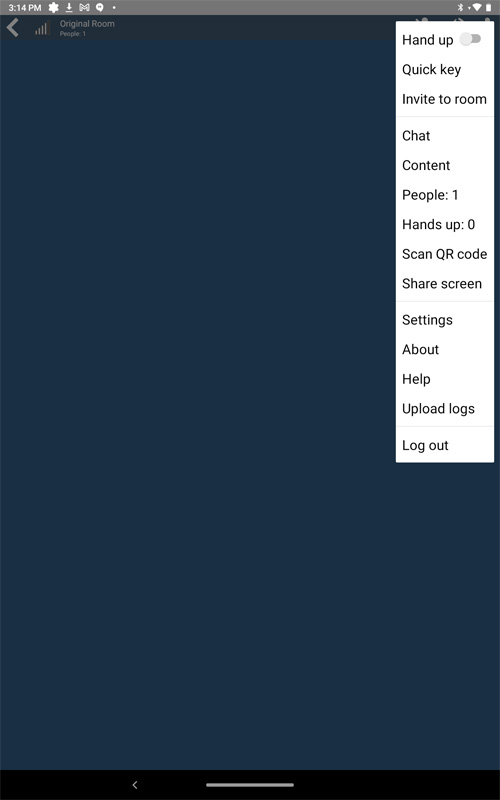 3:14 PM
Original Room
People: 1
Hand up
Quick key
Invite to room
Chat
Content
People: 1
Hands up: 0
Scan QR code
Share screen
Settings
About
Help
Upload logs
Log out